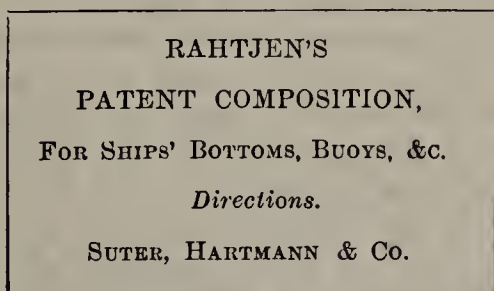 RAHTJEN'S
PATENT COMPOSITION,
FOR SHIPS' BOTTOMS, BUOYS, &C.
Directions.
SUTER, HARTMANN & CO.